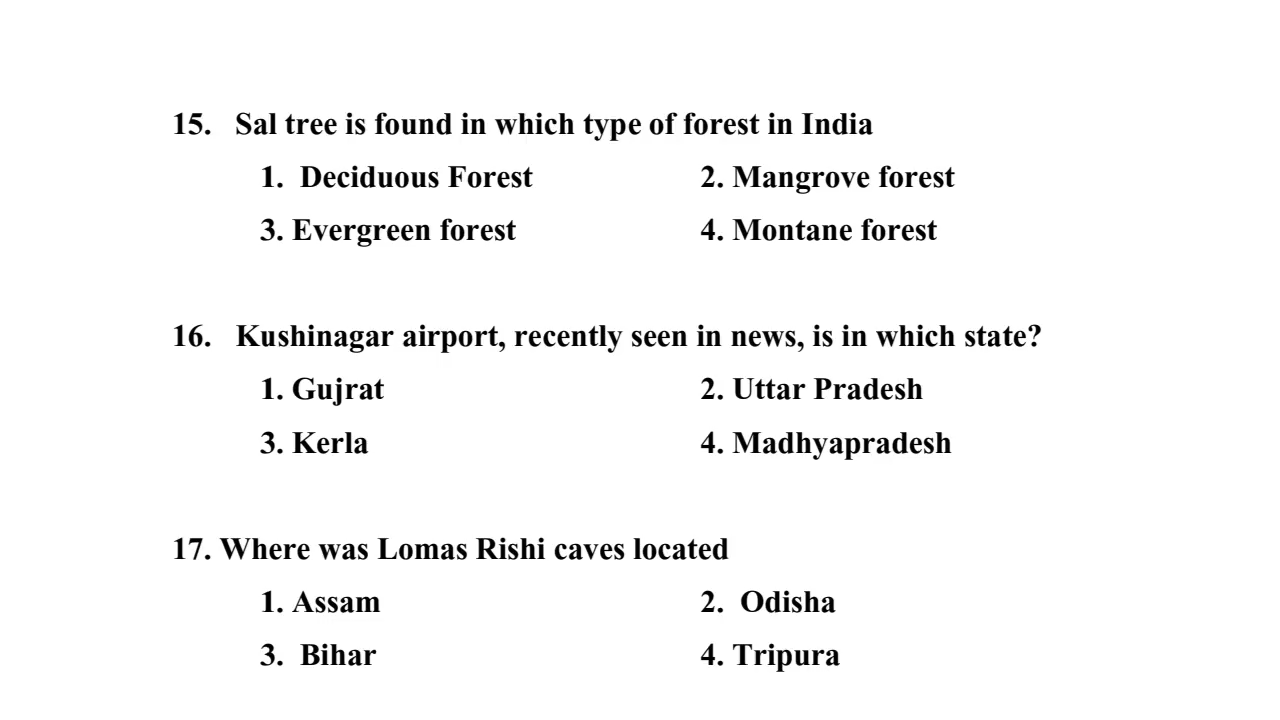 15. Sal tree is found in which type of forest in India
1. Deciduous Forest 2. Mangrove forest
3. Evergreen forest 4. Montane forest
16. Kushinagar airport, recently seen in news, is in which state?
1. Gujrat 2. Uttar Pradesh
3. Kerla 4. Madhyapradesh
17. Where was Lomas Rishi caves located
1. Assam 2. Odisha
3. Bihar 4. Tripura